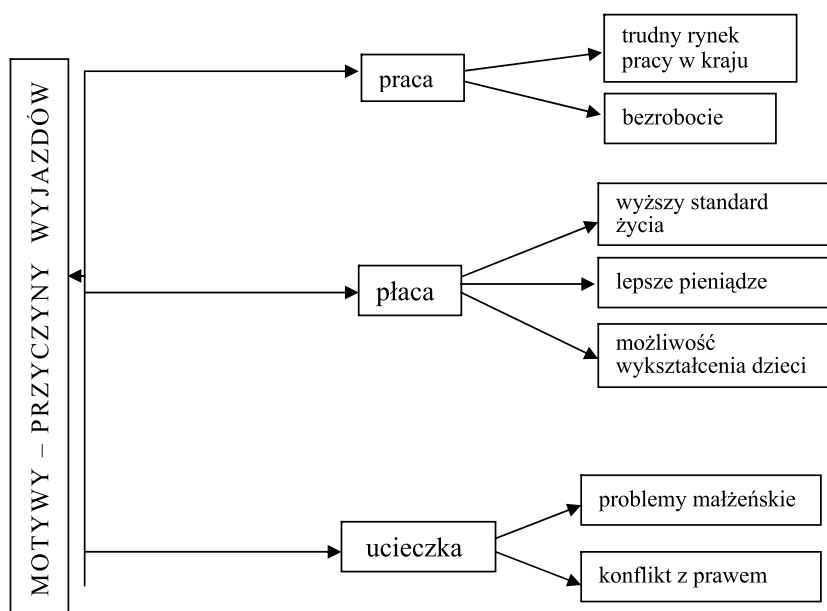 MOTYWY – PRZYCZYNY WYJAZDÓW
praca
trudny rynek
pracy w kraju
bezrobocie
płaca
wyższy standard
życia
lepsze pieniądze
możliwość
wykształcenia dzieci
ucieczka
problemy małżeńskie
konflikt z prawem